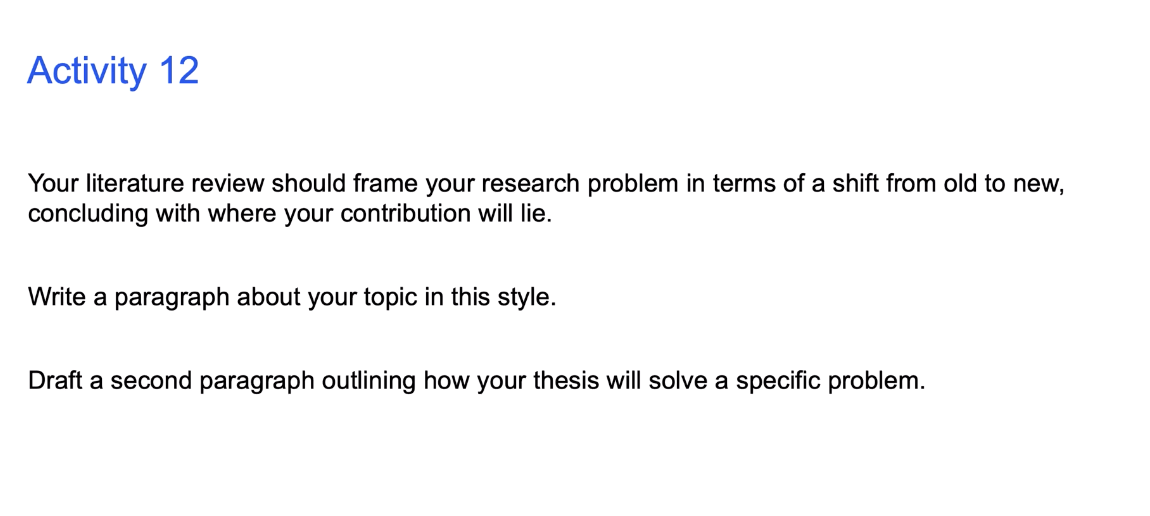 Activity 12
Your literature review should frame your research problem in terms of a shift from old to new,
concluding with where your contribution will lie.
Write a paragraph about your topic in this style.
Draft a second paragraph outlining how your thesis will solve a specific problem.